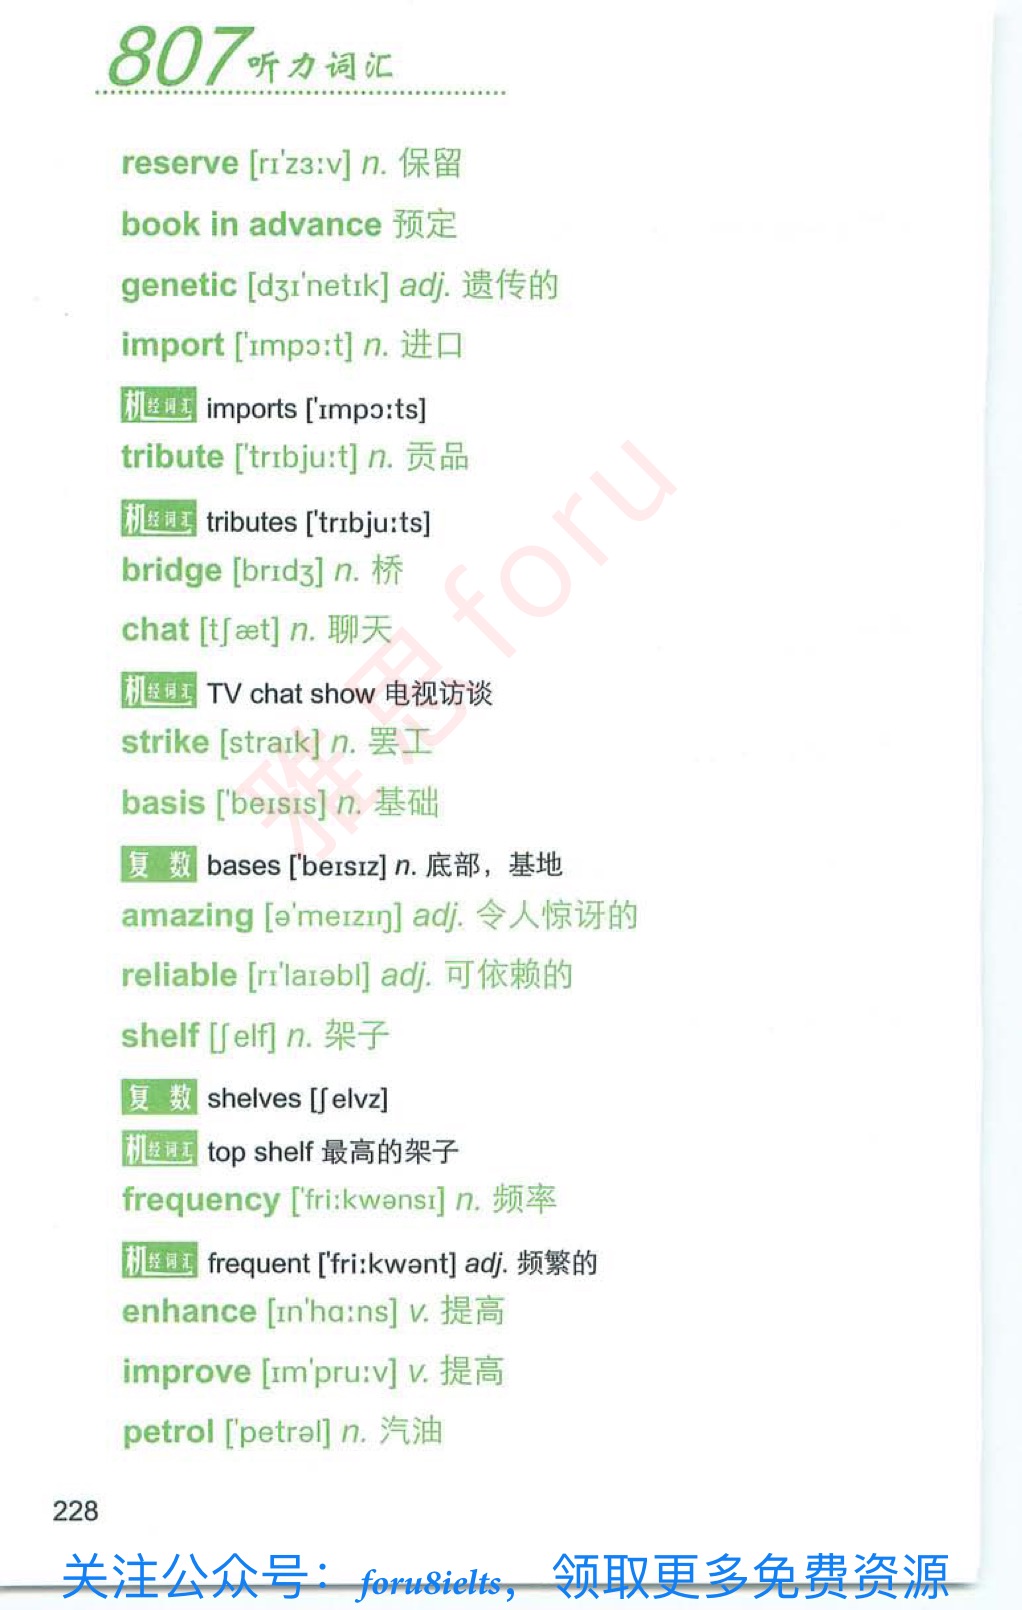 807听力词汇
reserve [rɪ'zɜːv] n. 保留
book in advance 预定
genetic [dʒɪ'netɪk] adj. 遗传的
import ['ɪmpɔːt] n. 进口
机经词汇 imports ['ɪmpɔːts]
tribute ['trɪbjuːt] n. 贡品
机经词汇 tributes ['trɪbjuːts]
bridge [brɪdʒ] n. 桥
chat [tʃæt] n. 聊天
机经词汇 TV chat show 电视访谈
strike [straɪk] n. 罢工
basis ['beɪsɪs] n. 基础
复数 bases ['beɪsɪz] n. 底部，基地
amazing [ə'meɪzɪŋ] adj. 令人惊讶的
reliable [rɪ'laɪəbl] adj. 可依赖的
shelf [ʃelf] n. 架子
复数 shelves [ʃelvz]
机经词汇 top shelf 最高的架子
frequency ['friːkwənsɪ] n. 频率
机经词汇 frequent ['friːkwənt] adj. 频繁的
enhance [ɪn'hɑːns] v. 提高
improve [ɪm'pruːv] v. 提高
petrol ['petrəl] n. 汽油
雅思foru
228
关注公众号：foru8ielts，领取更多免费资源